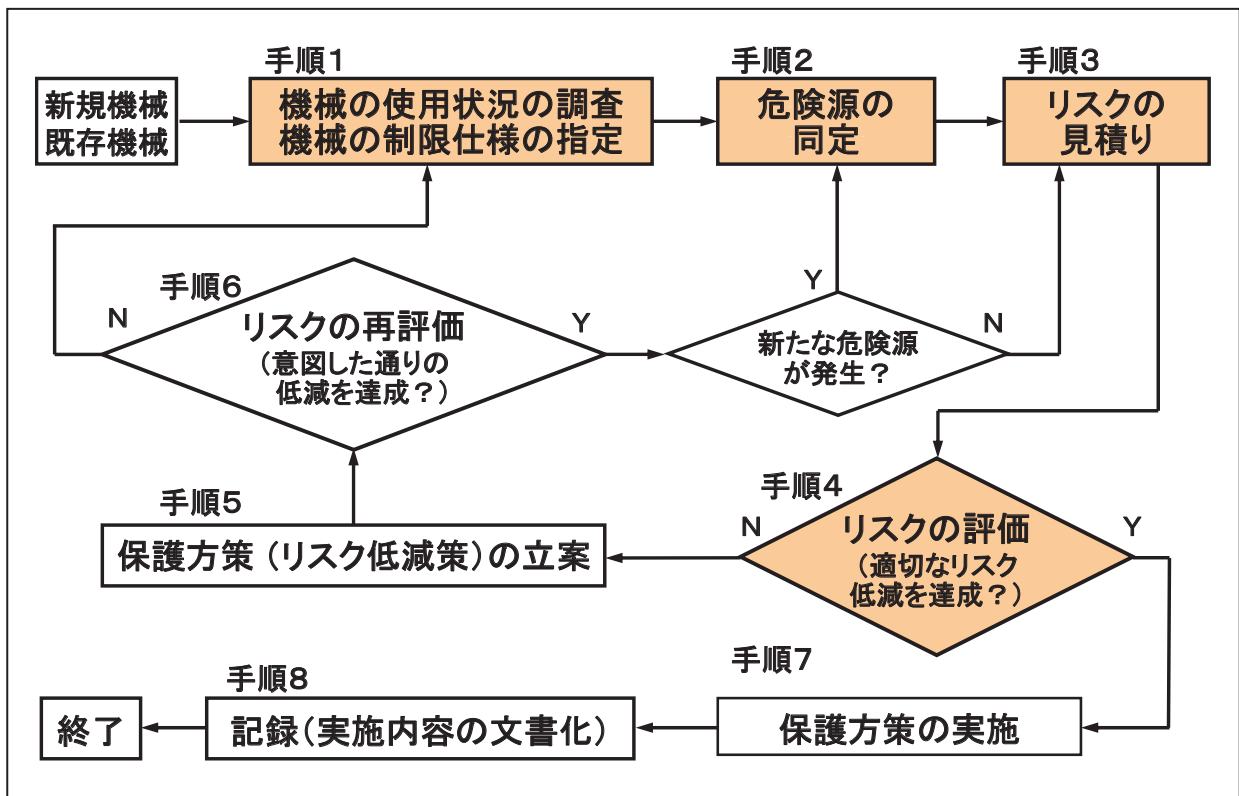 手順1
手順2
手順3
新規機械
既存機械
機械の使用状況の調査
機械の制限仕様の指定
危険源の
同定
リスクの
見積り
手順6
N
リスクの再評価
(意図した通りの
低減を達成?)
Y
Y
新たな危険源
が発生?
N
手順5
保護方策(リスク低減策)の立案
手順4
N
リスクの評価
(適切なリスク
低減を達成?)
Y
手順7
保護方策の実施
手順8
記録(実施内容の文書化)
終了